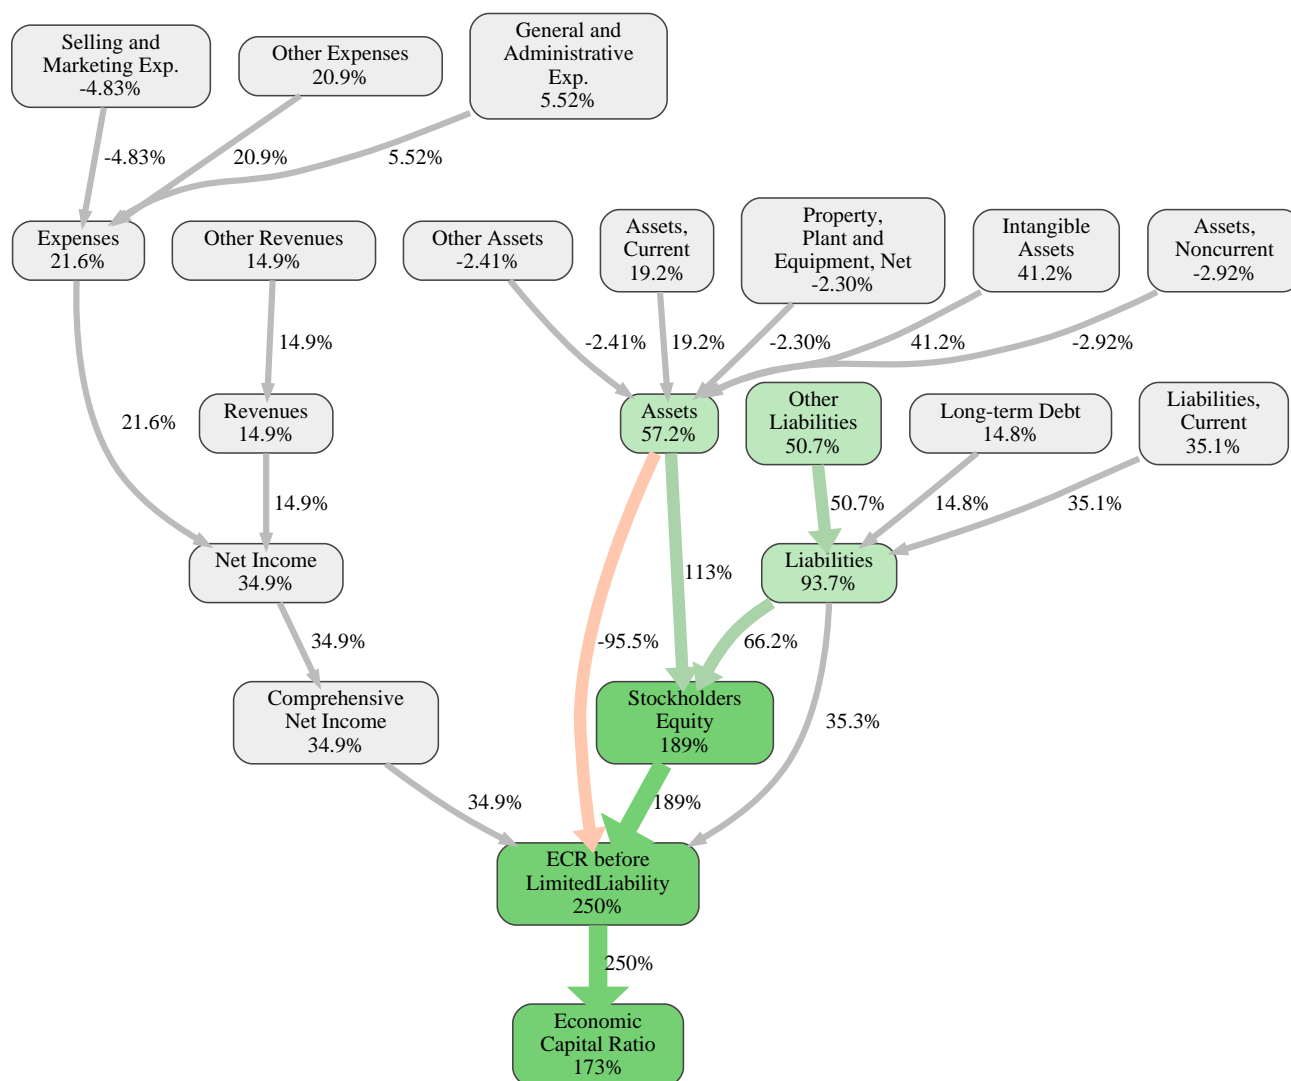 Selling and
Marketing Exp.
-4.83%
Other Expenses
20.9%
General and
Administrative
Exp.
5.52%
-4.83%
20.9%
5.52%
Expenses
21.6%
Other Revenues
14.9%
Other Assets
-2.41%
Assets,
Current
19.2%
Property,
Plant and
Equipment, Net
-2.30%
Intangible
Assets
41.2%
Assets,
Noncurrent
-2.92%
14.9%
-2.41%
19.2%
-2.30%
41.2%
-2.92%
21.6%
Revenues
14.9%
Assets
57.2%
Other
Liabilities
50.7%
Long-term Debt
14.8%
Liabilities,
Current
35.1%
14.9%
50.7%
14.8%
35.1%
Net Income
34.9%
113%
Liabilities
93.7%
34.9%
-95.5%
66.2%
Comprehensive
Net Income
34.9%
Stockholders
Equity
189%
35.3%
34.9%
189%
ECR before
LimitedLiability
250%
250%
Economic
Capital Ratio
173%